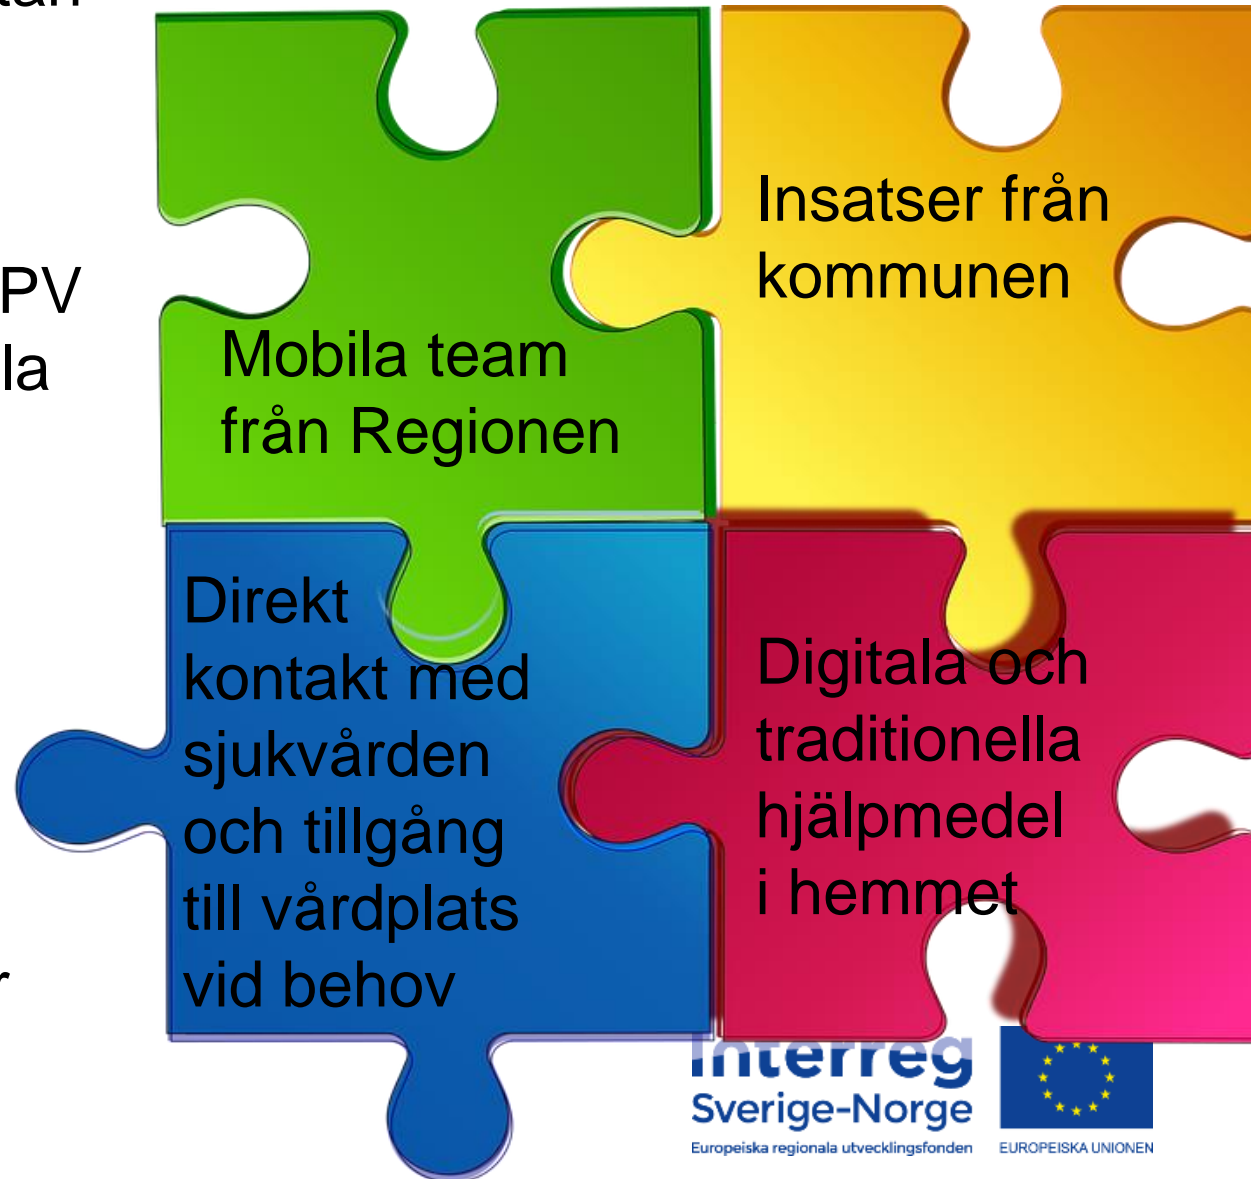 PV
Insatser från
kommunen
Mobila team
från Regionen
Direkt
kontakt med
sjukvården
och tillgång
till vårdplats
vid behov
Digitala och
traditionella
hjälpmedel
i hemmet
Interreg
Sverige-Norge
Europeiska regionala utvecklingsfonden
EUROPEISKA UNIONEN